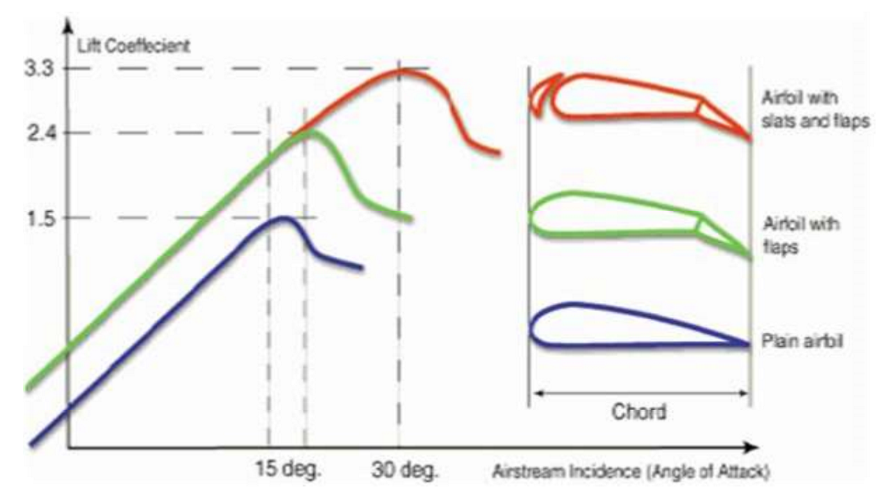 Lift Coeffecient
3.3
2.4
1.5
15 deg.
30 deg.
Airstream Incidence (Angle of Attack)
Airfoil with
slats and flaps
Airfoil with
flaps
Plain airfoil
Chord